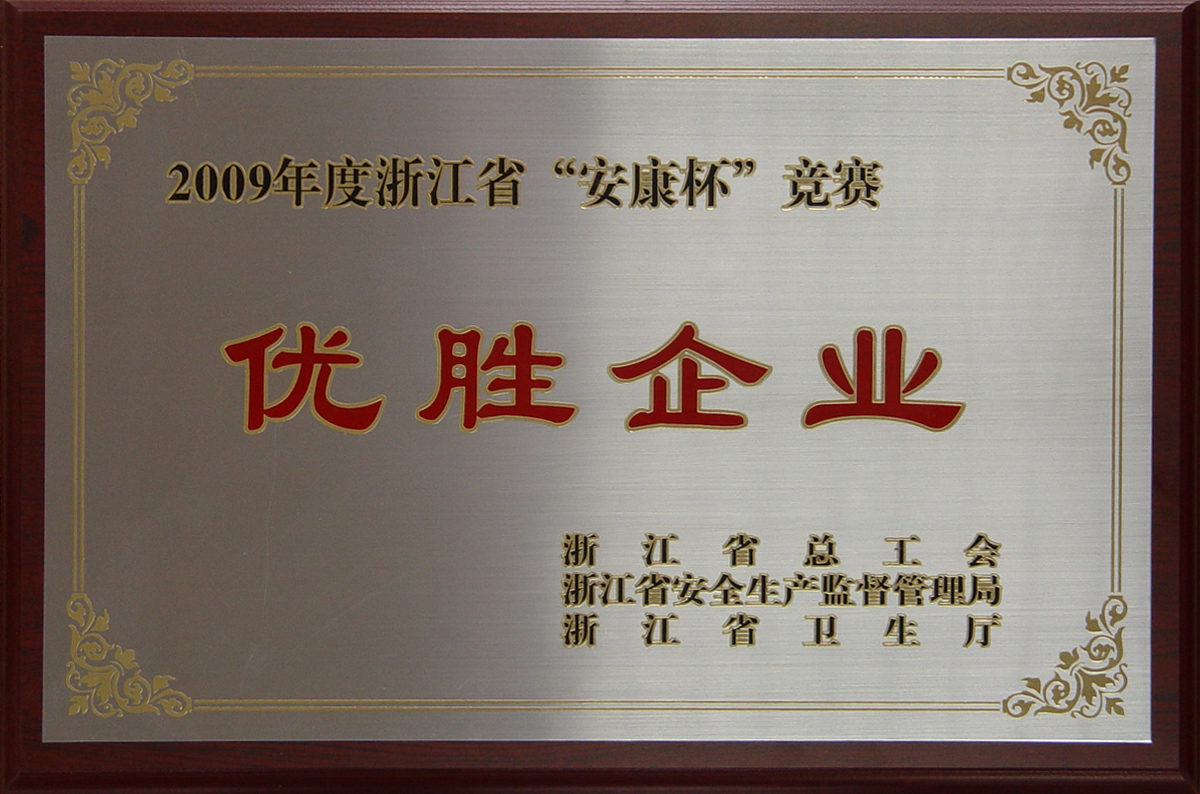 2009年度浙江省“安康杯”竞赛
优胜企业
浙江省总工会
浙江省安全生产监督管理局
浙江省卫生厅